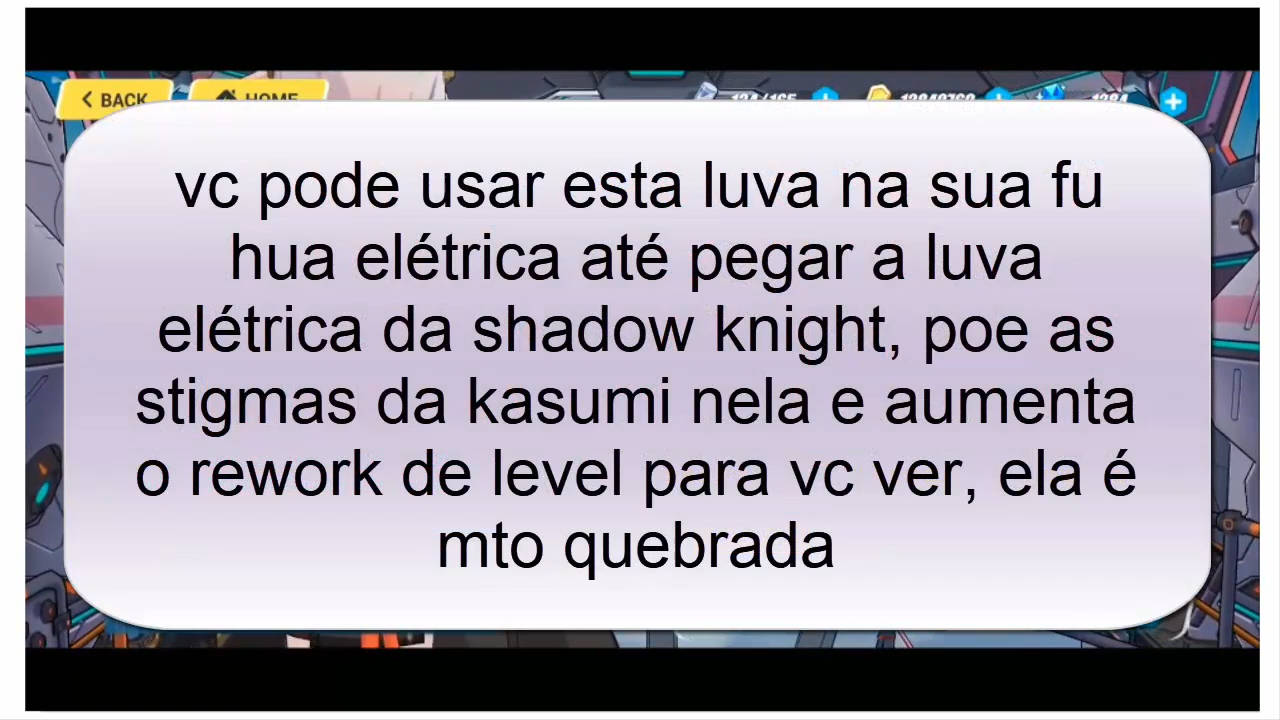 BACK
HOME
vc pode usar esta luva na sua fu
hua elétrica até pegar a luva
elétrica da shadow knight, poe as
stigmas da kasumi nela e aumenta
o rework de level para vc ver, ela é
mto quebrada